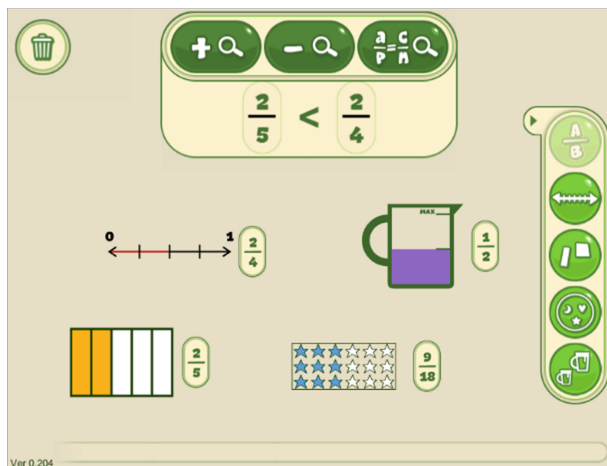 + -
a/p = c/n
2/5 < 2/4
A/B
0 1 2/4
MAX
1/2
2/5
9/18
Ver 0.204